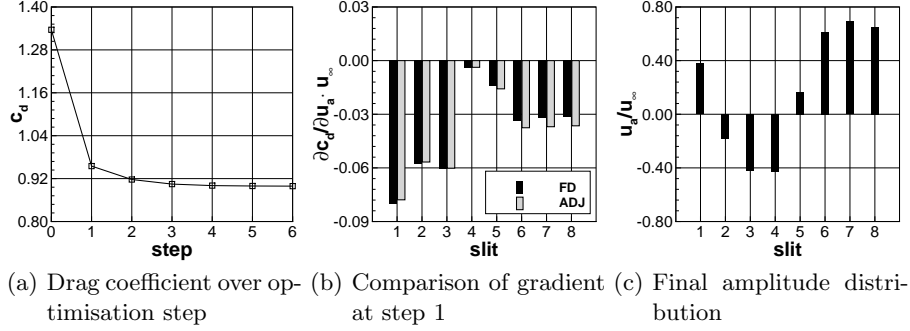 1.28
1.16
1.04
0.92
0.80
c_d
0 1 2 3 4 5 6
step
0.03
0.00
-0.03
-0.06
-0.09
∂c_d/∂u_a · u_∞
FD
ADJ
1 2 3 4 5 6 7 8
slit
0.80
0.40
0.00
-0.40
-0.80
u_a/u_∞
1 2 3 4 5 6 7 8
slit
(a) Drag coefficient over op-
timisation step
(b) Comparison of gradient
at step 1
(c) Final amplitude distri-
bution